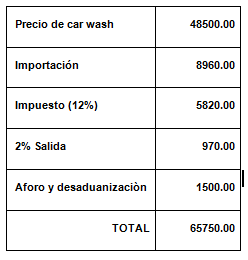 Precio de car wash 48500.00
Importación 8960.00
Impuesto (12%) 5820.00
2% Salida 970.00
Aforo y desaduanizaciòn 1500.00
TOTAL 65750.00